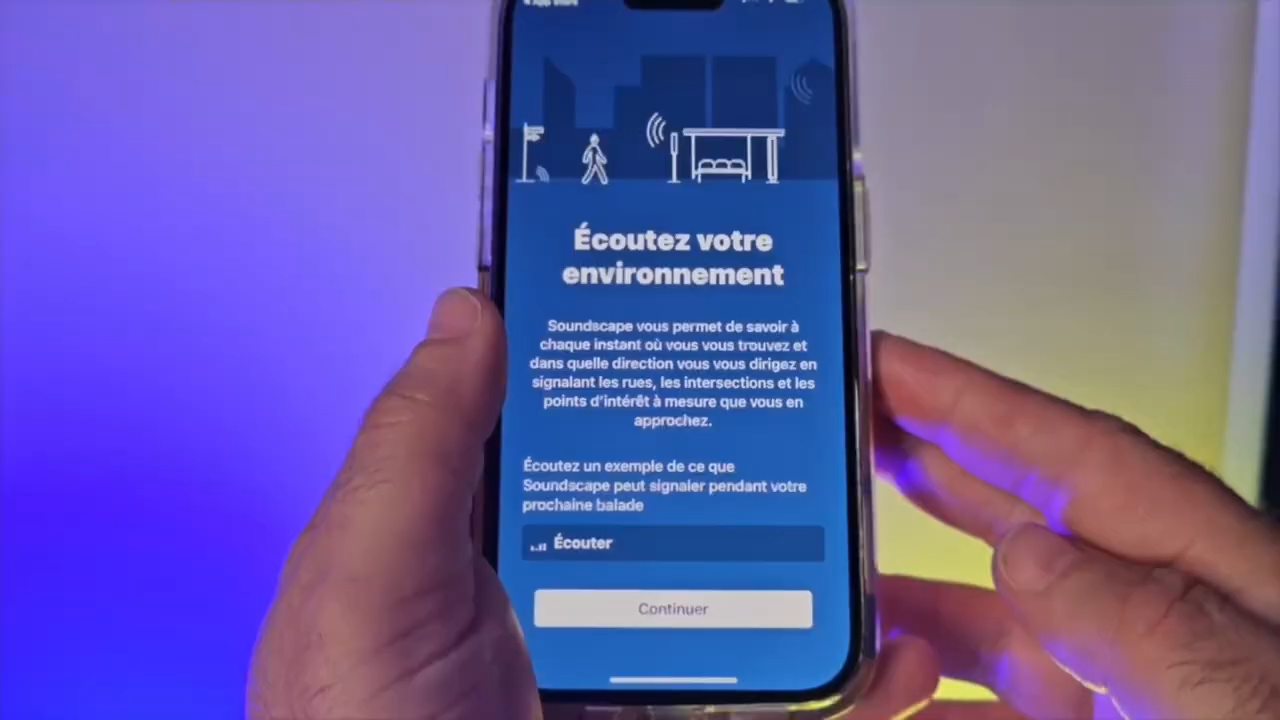 App Store
Écoutez votre
environnement
Soundscape vous permet de savoir à
chaque instant où vous vous trouvez et
dans quelle direction vous vous dirigez en
signalant les rues, les intersections et les
points d'intérêt à mesure que vous en
approchez.
Écoutez un exemple de ce que
Soundscape peut signaler pendant votre
prochaine balade
Écouter
Continuer